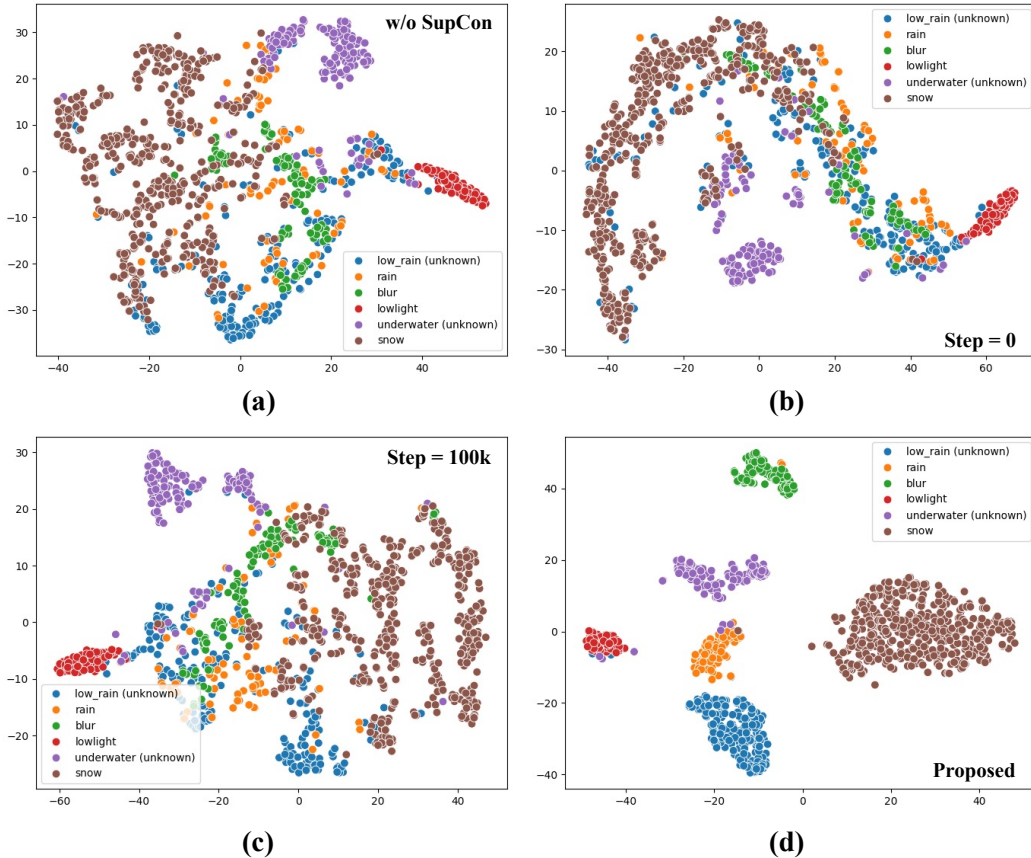 w/o SupCon
30
20
10
0
−10
−20
−30
low_rain (unknown)
rain
blur
lowlight
underwater (unknown)
snow
−40
−20
0
20
40
(a)
20
10
0
−10
−20
−30
low_rain (unknown)
rain
blur
lowlight
underwater (unknown)
snow
Step = 0
−40
−20
0
20
40
60
(b)
Step = 100k
30
20
10
0
−10
−20
low_rain (unknown)
rain
blur
lowlight
underwater (unknown)
snow
−60
−40
−20
0
20
40
(c)
40
20
0
−20
−40
low_rain (unknown)
rain
blur
lowlight
underwater (unknown)
snow
Proposed
−40
−20
0
20
40
(d)